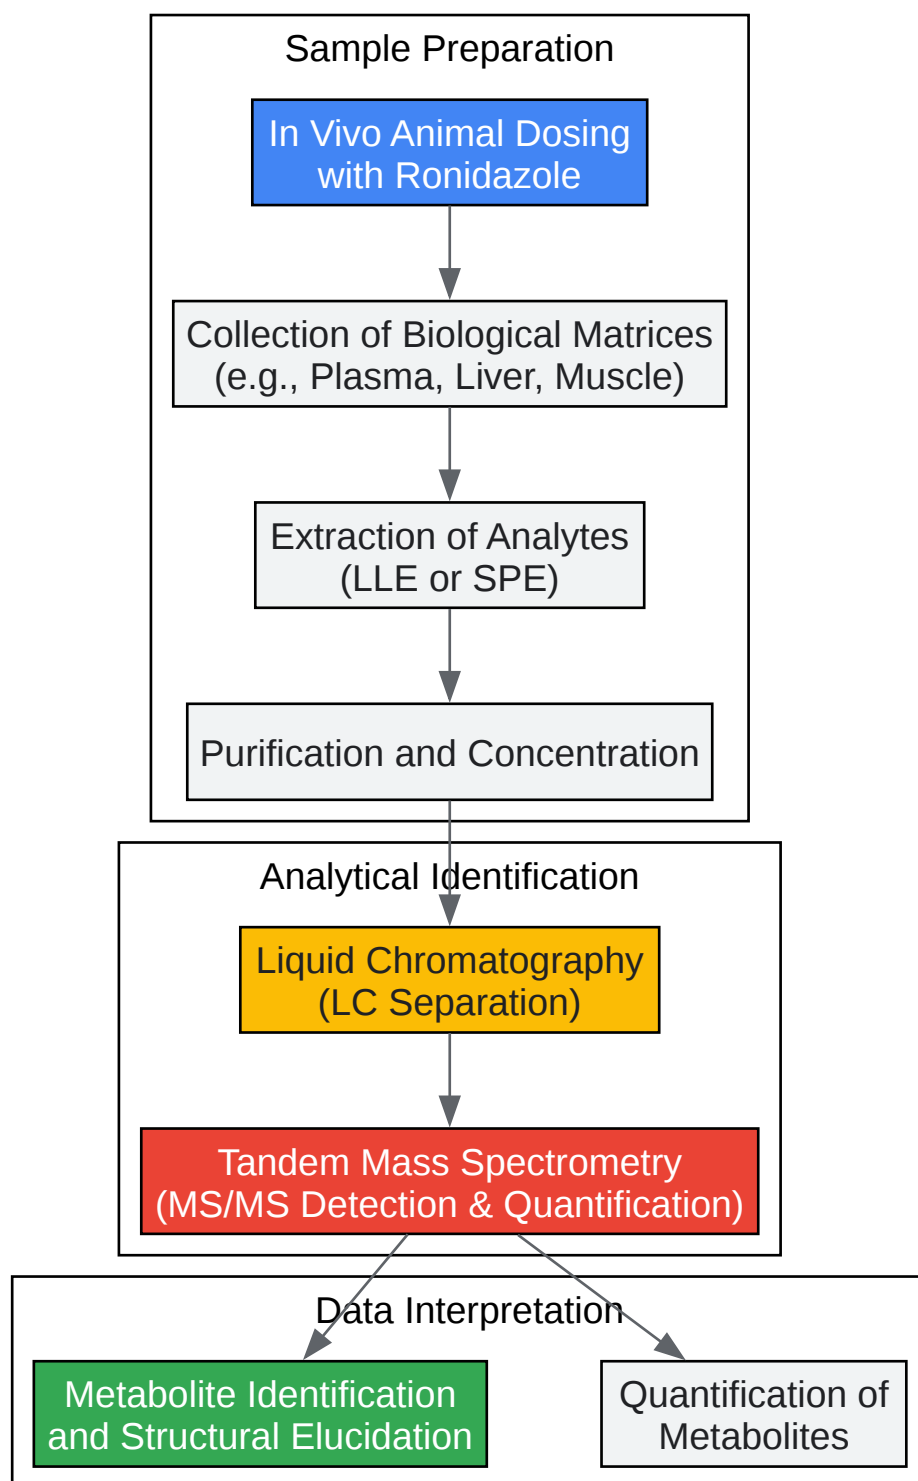 Sample Preparation
In Vivo Animal Dosing
with Ronidazole
Collection of Biological Matrices
(e.g., Plasma, Liver, Muscle)
Extraction of Analytes
(LLE or SPE)
Purification and Concentration
Analytical Identification
Liquid Chromatography
(LC Separation)
Tandem Mass Spectrometry
(MS/MS Detection & Quantification)
Data Interpretation
Metabolite Identification
and Structural Elucidation
Quantification of
Metabolites